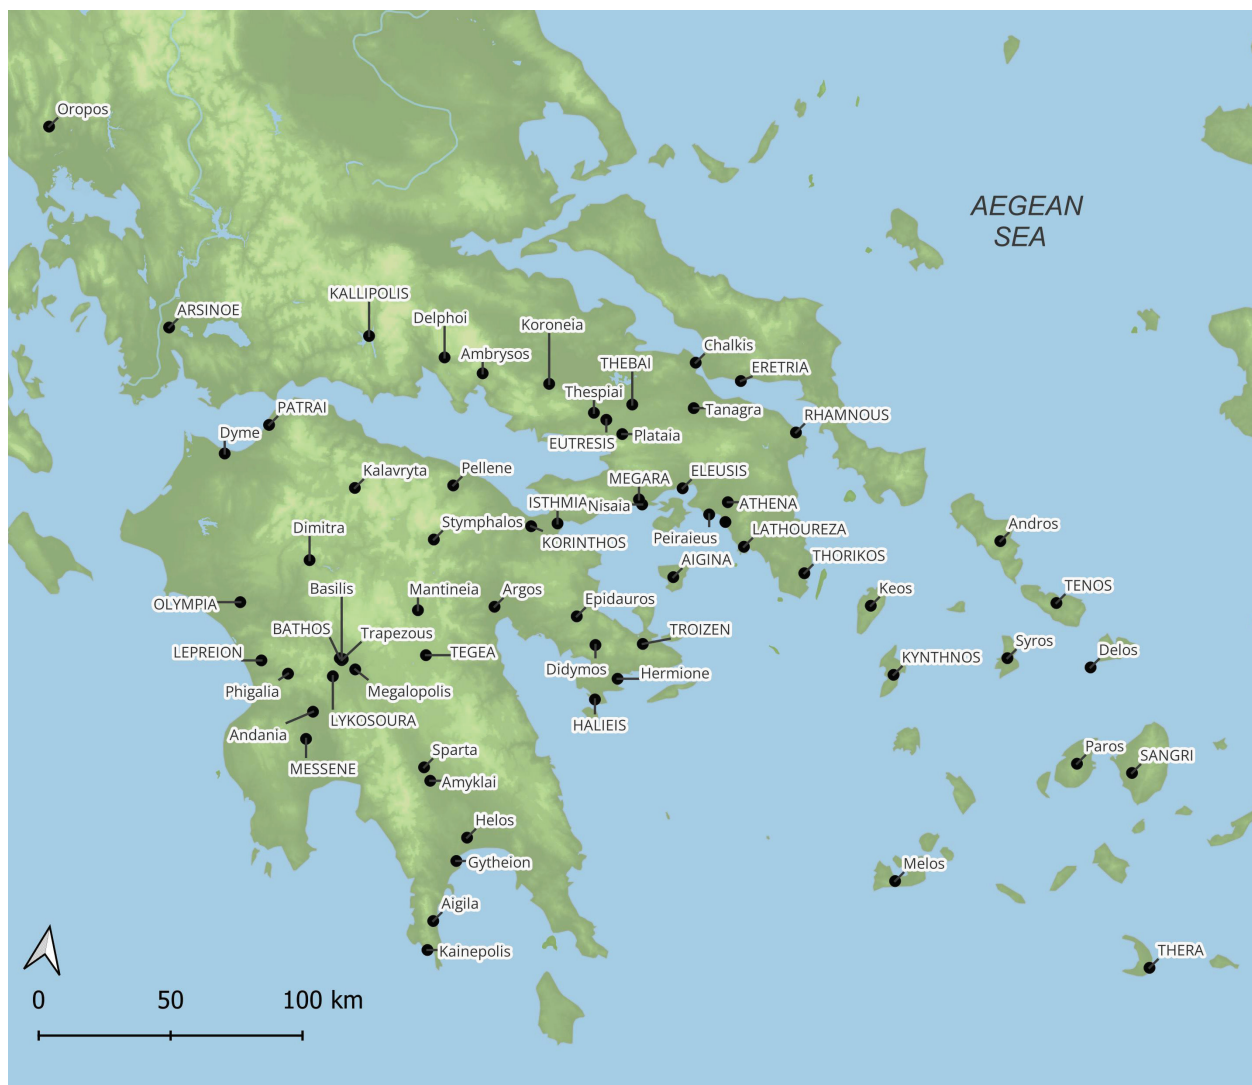 Oropos
AEGEAN
SEA
KALLIPOLIS
ARSINOE
Delphoi
Koroneia
Ambrysos
THEBAI
Chalkis
ERETRIA
Thespiai
PATRAI
Tanagra
RHAMNOUS
Dyme
EUTRESIS
Plataia
Kalavryta
Pellene
MEGARA
ELEUSIS
ISTHMIA
Nisaia
ATHENA
Dimitra
Stymphalos
KORINTHOS
Peiraieus
LATHOUREZA
Andros
AIGINA
THORIKOS
Basilis
Mantineia
Argos
Epidauros
Keos
TENOS
OLYMPIA
BATHOS
Trapezous
TROIZEN
LEPREION
TEGEA
Syros
Delos
Didymos
Hermione
KYNTHNOS
Phigalia
Megalopolis
LYKOSOURA
Andania
HALIEIS
MESSENE
Sparta
Paros
SANGRI
Amyklai
Helos
Gytheion
Melos
Aigila
Kainepolis
THERA
0 50 100 km